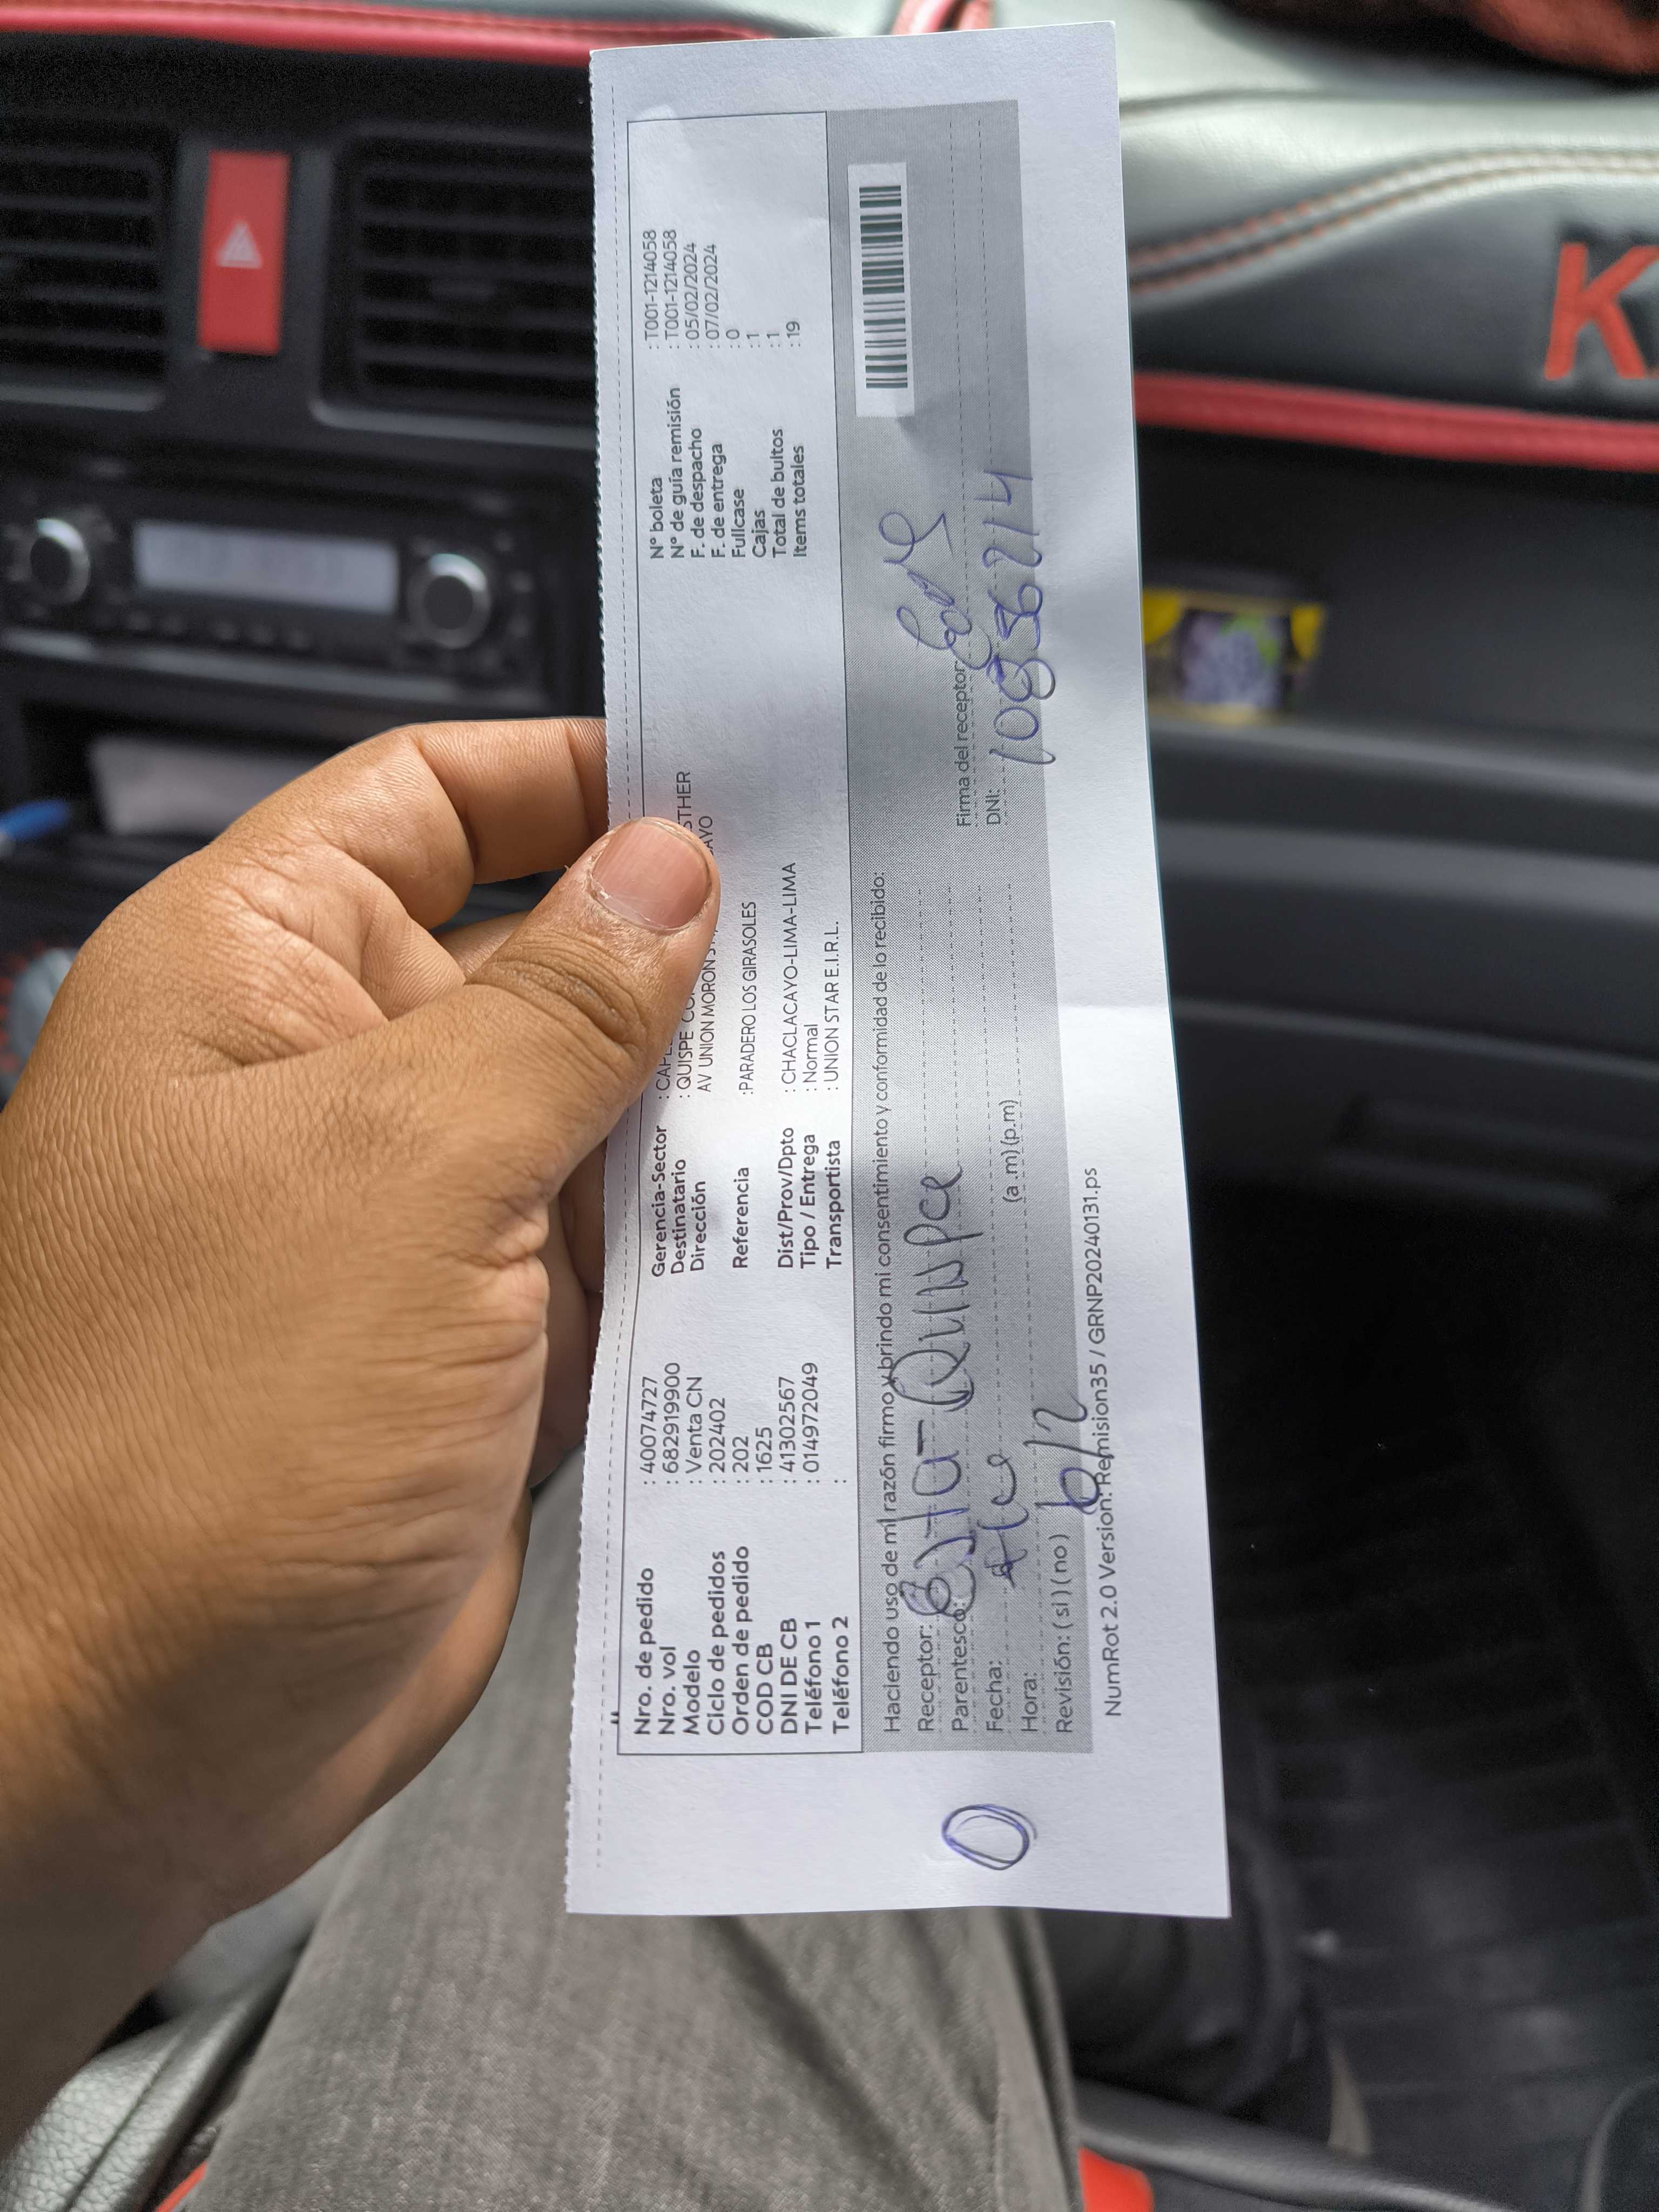 Nro. de pedido : 40074727
Nro. vol : 6829199900
Modelo : Venta CN
Ciclo de pedidos : 202402
Orden de pedido : 202
COD CB : 1625
DNI DE CB : 41302567
Teléfono 1 : 014972049
Teléfono 2 :
Gerencia-Sector :
Destinatario : QUISPE
Dirección AV UNION MORON
Referencia :PARADERO LOS GIRASOLES
Dist/Prov/Dpto : CHACLACAYO-LIMA-LIMA
Tipo / Entrega : Normal
Transportista : UNION STAR E.I.R.L.
N° boleta : T001-1214058
N° de guía remisión : T001-1214058
F. de despacho : 05/02/2024
F. de entrega : 07/02/2024
Fullcase : 0
Cajas : 1
Total de bultos : 1
Items totales : 19
Haciendo uso de mi razón firmo y brindo mi consentimiento y conformidad de lo recibido:
Receptor:
Parentesco:
Fecha:
Hora: (a .m) (p.m)
Revisión: ( si ) ( no )
Firma del receptor:
DNI:
NumRot 2.0 Version: Remision35 / GRNP20240131.ps
K